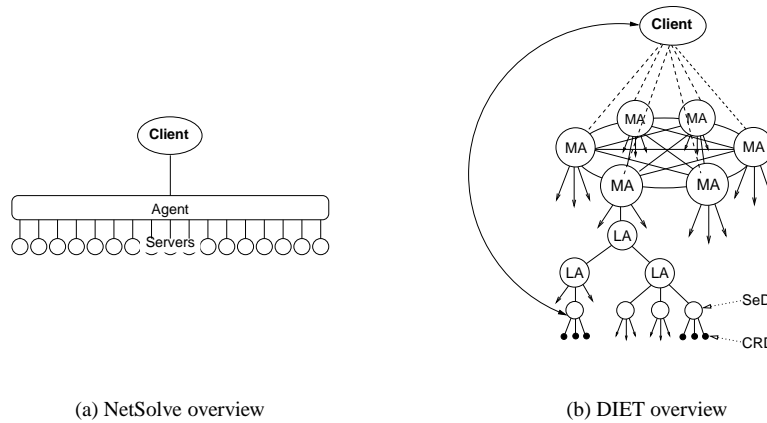 Client
Agent
Servers
(a) NetSolve overview
Client
MA
MA
MA
MA
MA
MA
LA
LA
LA
SeD
CRD
(b) DIET overview